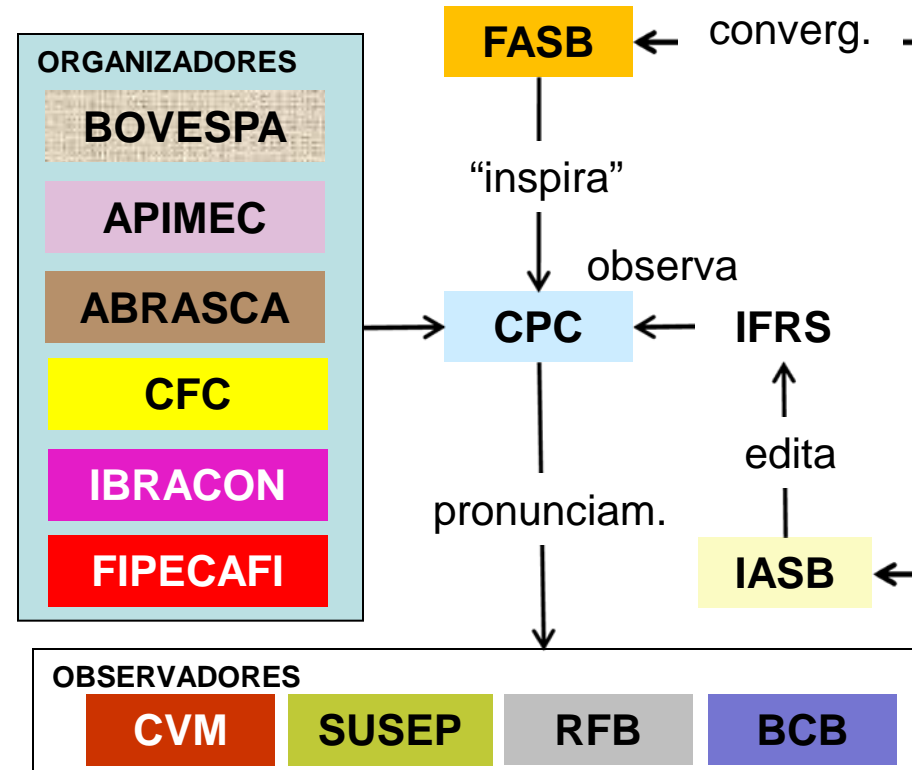 FASB
converg.
ORGANIZADORES
BOVESPA
APIMEC
ABRASCA
CFC
IBRACON
FIPECAFI
“inspira”
observa
CPC
IFRS
edita
pronunciam.
IASB
OBSERVADORES
CVM
SUSEP
RFB
BCB